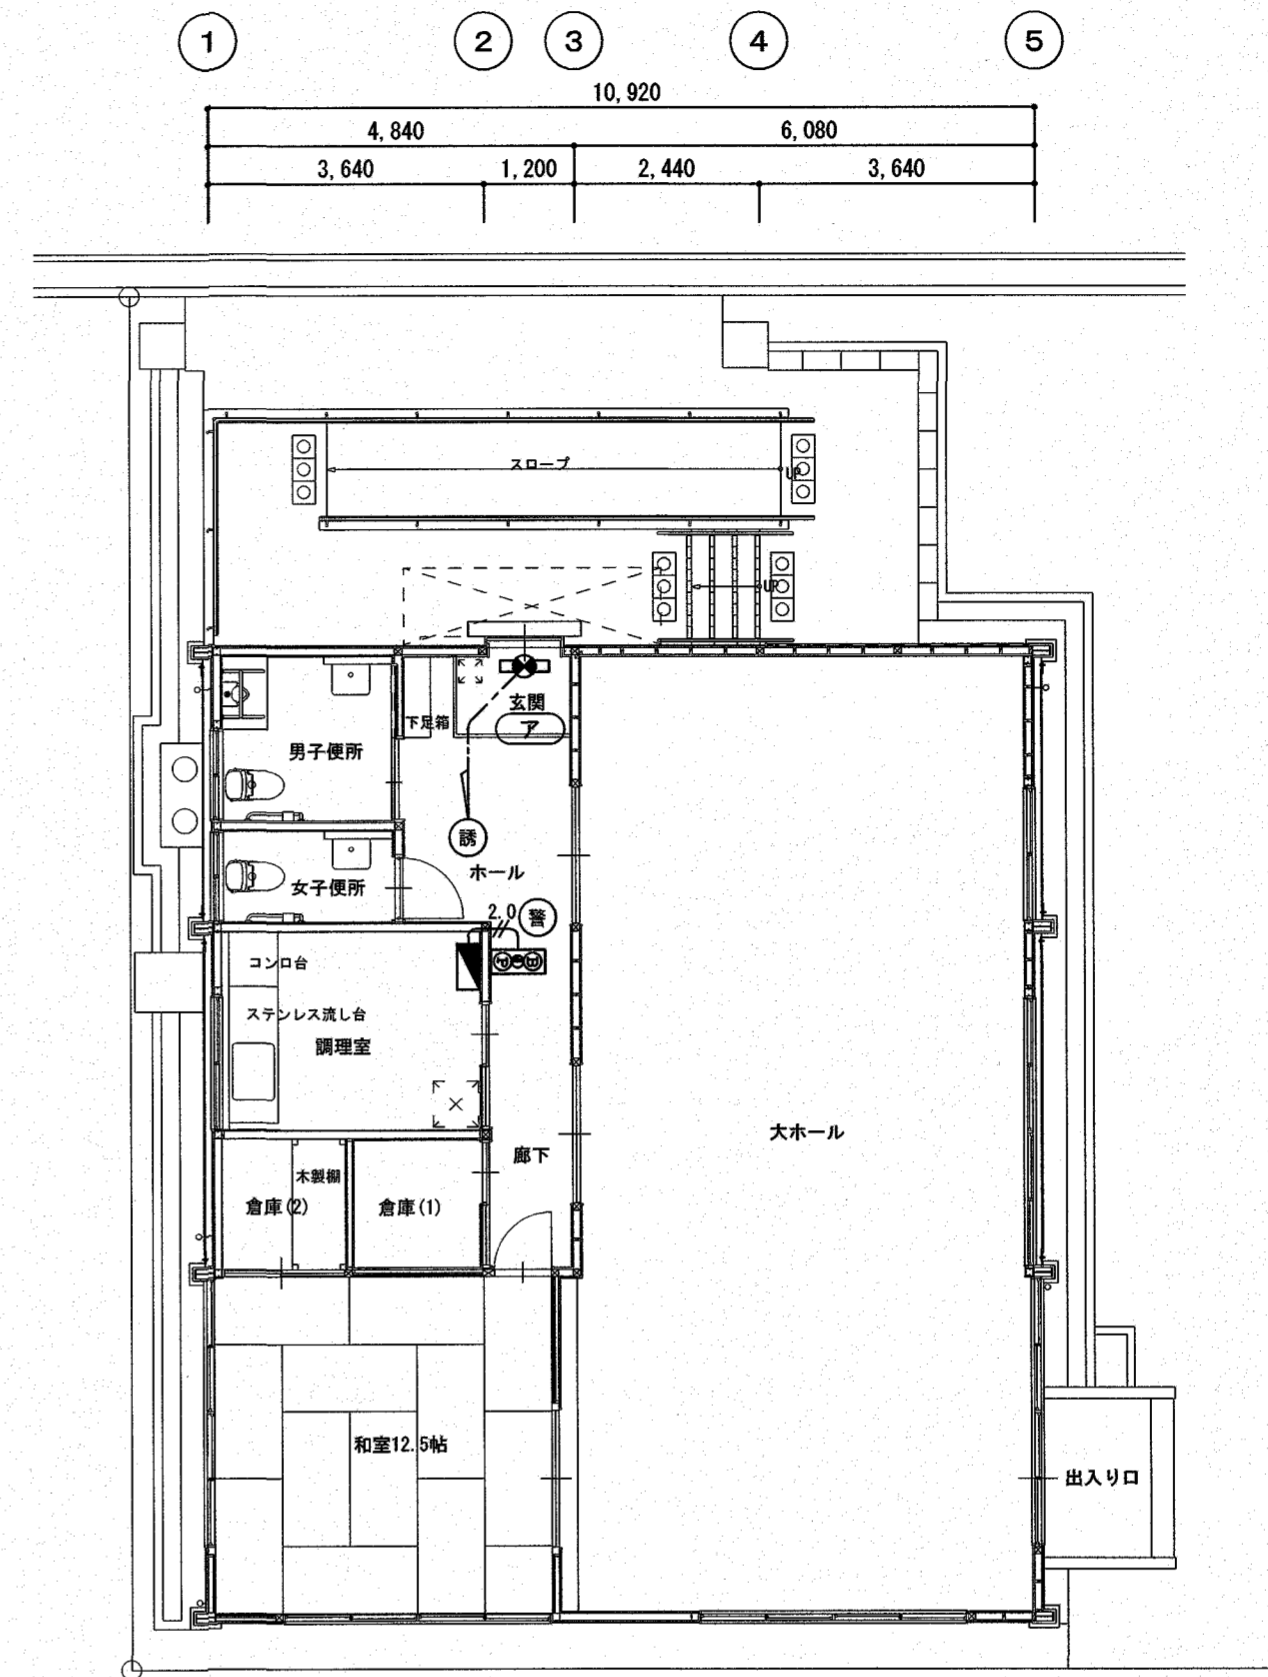 1 2 3 4 5
10,920
4,840 6,080
3,640 1,200 2,440 3,640
スロープ
UP
UP
玄関
下足箱
ア
男子便所
誘
ホール
女子便所
2.0
警
コンロ台
P B
ステンレス流し台
調理室
大ホール
廊下
木製棚
倉庫(2)
倉庫(1)
和室12.5帖
出入り口